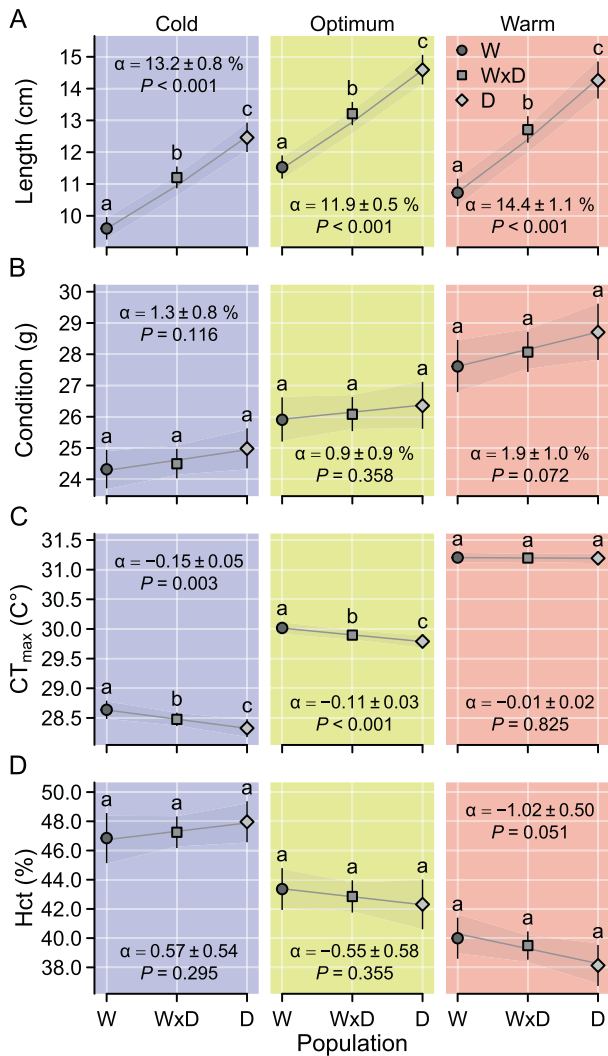 A
Cold
Optimum
Warm
Length (cm)
15
14
13
12
11
10
α = 13.2 ± 0.8 %
P < 0.001
a
b
c
a
b
c
α = 11.9 ± 0.5 %
P < 0.001
W
WxD
D
a
b
c
α = 14.4 ± 1.1 %
P < 0.001
B
Condition (g)
30
29
28
27
26
25
24
α = 1.3 ± 0.8 %
P = 0.116
a
a
a
a
a
a
α = 0.9 ± 0.9 %
P = 0.358
a
a
a
α = 1.9 ± 1.0 %
P = 0.072
C
CTmax (C°)
31.5
31.0
30.5
30.0
29.5
29.0
28.5
α = −0.15 ± 0.05
P = 0.003
a
b
c
a
b
c
α = −0.11 ± 0.03
P < 0.001
a
a
a
α = −0.01 ± 0.02
P = 0.825
D
Hct (%)
50.0
48.0
46.0
44.0
42.0
40.0
38.0
a
a
a
α = 0.57 ± 0.54
P = 0.295
a
a
a
α = −0.55 ± 0.58
P = 0.355
α = −1.02 ± 0.50
P = 0.051
a
a
a
W
WxD
D
W
WxD
D
W
WxD
D
Population